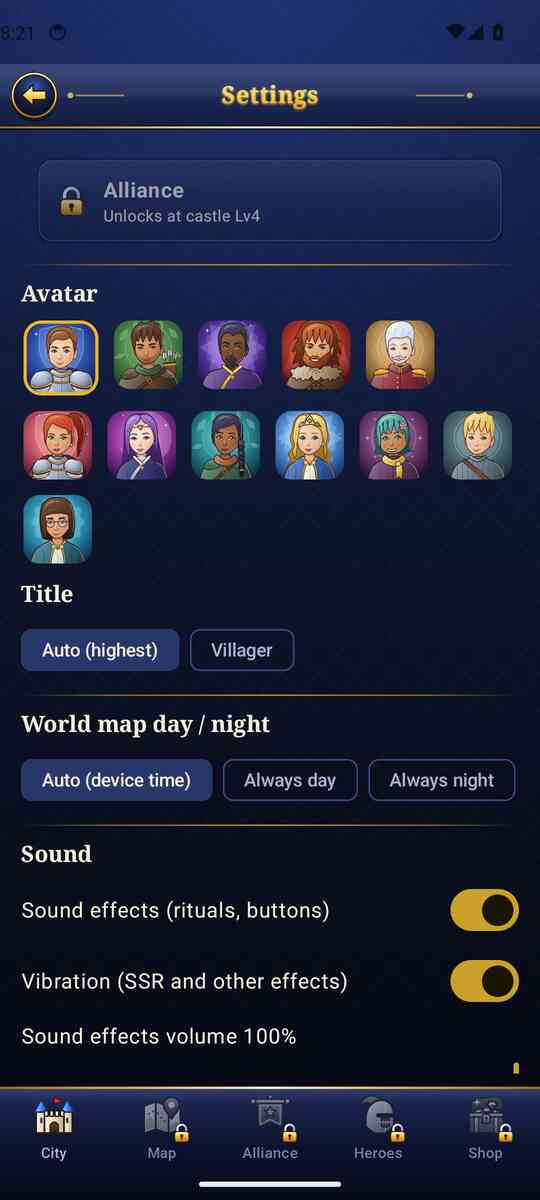 8:21
Settings
Alliance
Unlocks at castle Lv4
Avatar
Title
Auto (highest)
Villager
World map day / night
Auto (device time)
Always day
Always night
Sound
Sound effects (rituals, buttons)
Vibration (SSR and other effects)
Sound effects volume 100%
City
Map
Alliance
Heroes
Shop